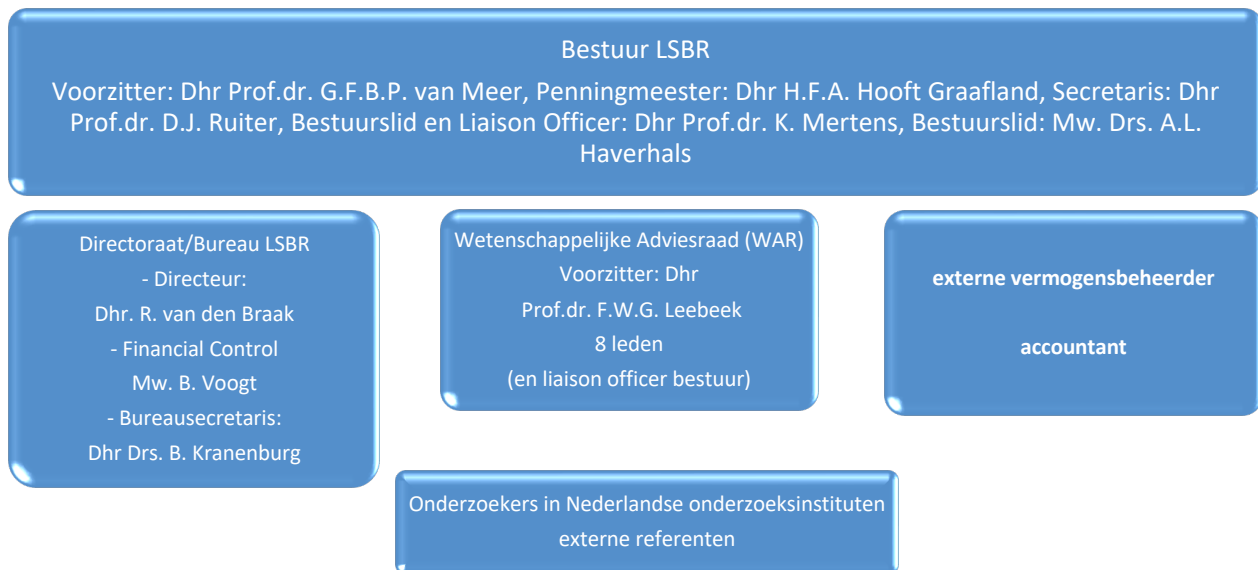 Bestuur LSBR
Voorzitter: Dhr Prof.dr. G.F.B.P. van Meer, Penningmeester: Dhr H.F.A. Hooft Graafland, Secretaris: Dhr
Prof.dr. D.J. Ruiter, Bestuurslid en Liaison Officer: Dhr Prof.dr. K. Mertens, Bestuurslid: Mw. Drs. A.L.
Haverhals
Directoraat/Bureau LSBR
- Directeur:
Dhr. R. van den Braak
- Financial Control
Mw. B. Voogt
- Bureausecretaris:
Dhr Drs. B. Kranenburg
Wetenschappelijke Adviesraad (WAR)
Voorzitter: Dhr
Prof.dr. F.W.G. Leebeek
8 leden
(en liaison officer bestuur)
externe vermogensbeheerder
accountant
Onderzoekers in Nederlandse onderzoeksinstituten
externe referenten